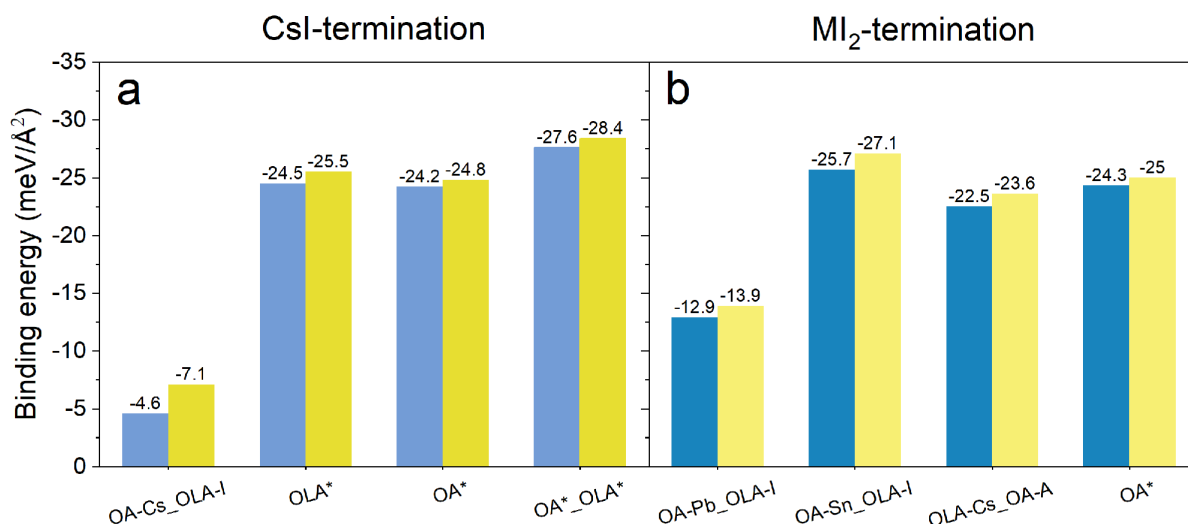 CsI-termination
MI₂-termination
Binding energy (meV/Å²)
-35
-30
-25
-20
-15
-10
-5
0
a
-4.6
-7.1
-24.5
-25.5
-24.2
-24.8
-27.6
-28.4
OA-Cs_OLA-I
OLA*
OA*
OA*_OLA*
b
-12.9
-13.9
-25.7
-27.1
-22.5
-23.6
-24.3
-25
OA-Pb_OLA-I
OA-Sn_OLA-I
OLA-Cs_OA-A
OA*